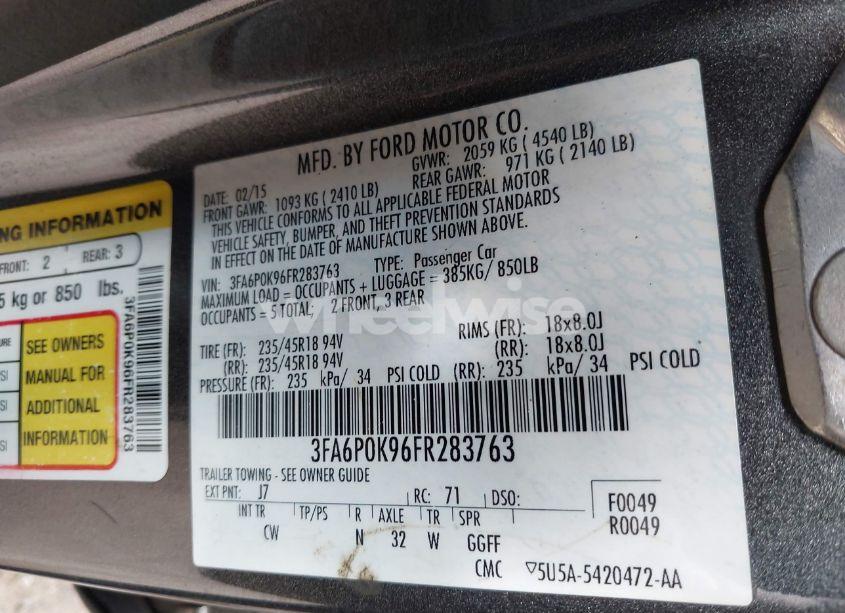 MFD. BY FORD MOTOR CO.
DATE: 02/15 GVWR: 2059 KG ( 4540 LB)
FRONT GAWR: 1093 KG ( 2410 LB) REAR GAWR: 971 KG ( 2140 LB)
THIS VEHICLE CONFORMS TO ALL APPLICABLE FEDERAL MOTOR
VEHICLE SAFETY, BUMPER, AND THEFT PREVENTION STANDARDS
IN EFFECT ON THE DATE OF MANUFACTURE SHOWN ABOVE.
VIN: 3FA6P0K96FR283763 TYPE: Passenger Car
MAXIMUM LOAD = OCCUPANTS + LUGGAGE = 385KG/ 850LB
OCCUPANTS = 5 TOTAL; 2 FRONT, 3 REAR
TIRE (FR): 235/45R18 94V RIMS (FR): 18x8.0J
(RR): 235/45R18 94V (RR): 18x8.0J
PRESSURE (FR): 235 kPa/ 34 PSI COLD (RR): 235 kPa/ 34 PSI COLD
3FA6P0K96FR283763
TRAILER TOWING - SEE OWNER GUIDE
EXT PNT: J7 RC: 71 DSO: F0049
R0049
INT TR TP/PS R AXLE TR SPR
CW N 32 W GGFF
CMC ▽5U5A-5420472-AA
NG INFORMATION
FRONT: 2 REAR: 3
5 kg or 850 lbs.
URE SEE OWNERS
SI MANUAL FOR
SI ADDITIONAL
SI INFORMATION
3FA6P0K96FR283763
wheelwise